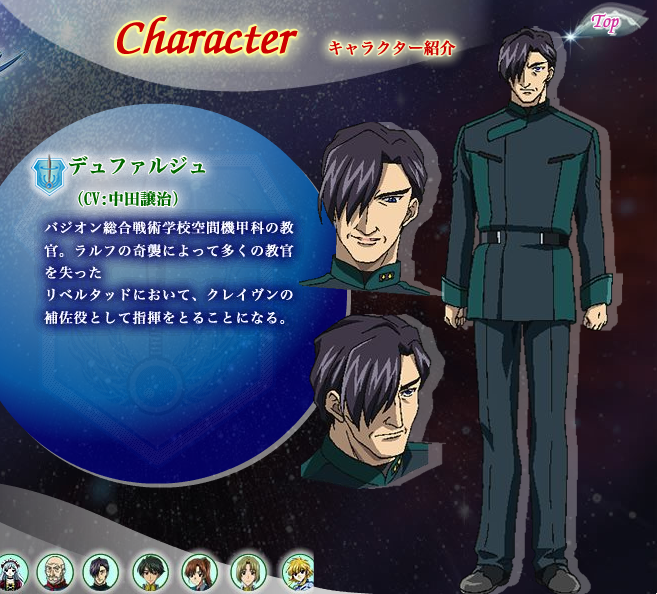 Character
キャラクター紹介
Top
デュファルジュ
(CV:中田譲治)
バジオン総合戦術学校空間機甲科の教
官。ラルフの奇襲によって多くの教官
を失った
リベルタッドにおいて、クレイヴンの
補佐役として指揮をとることになる。